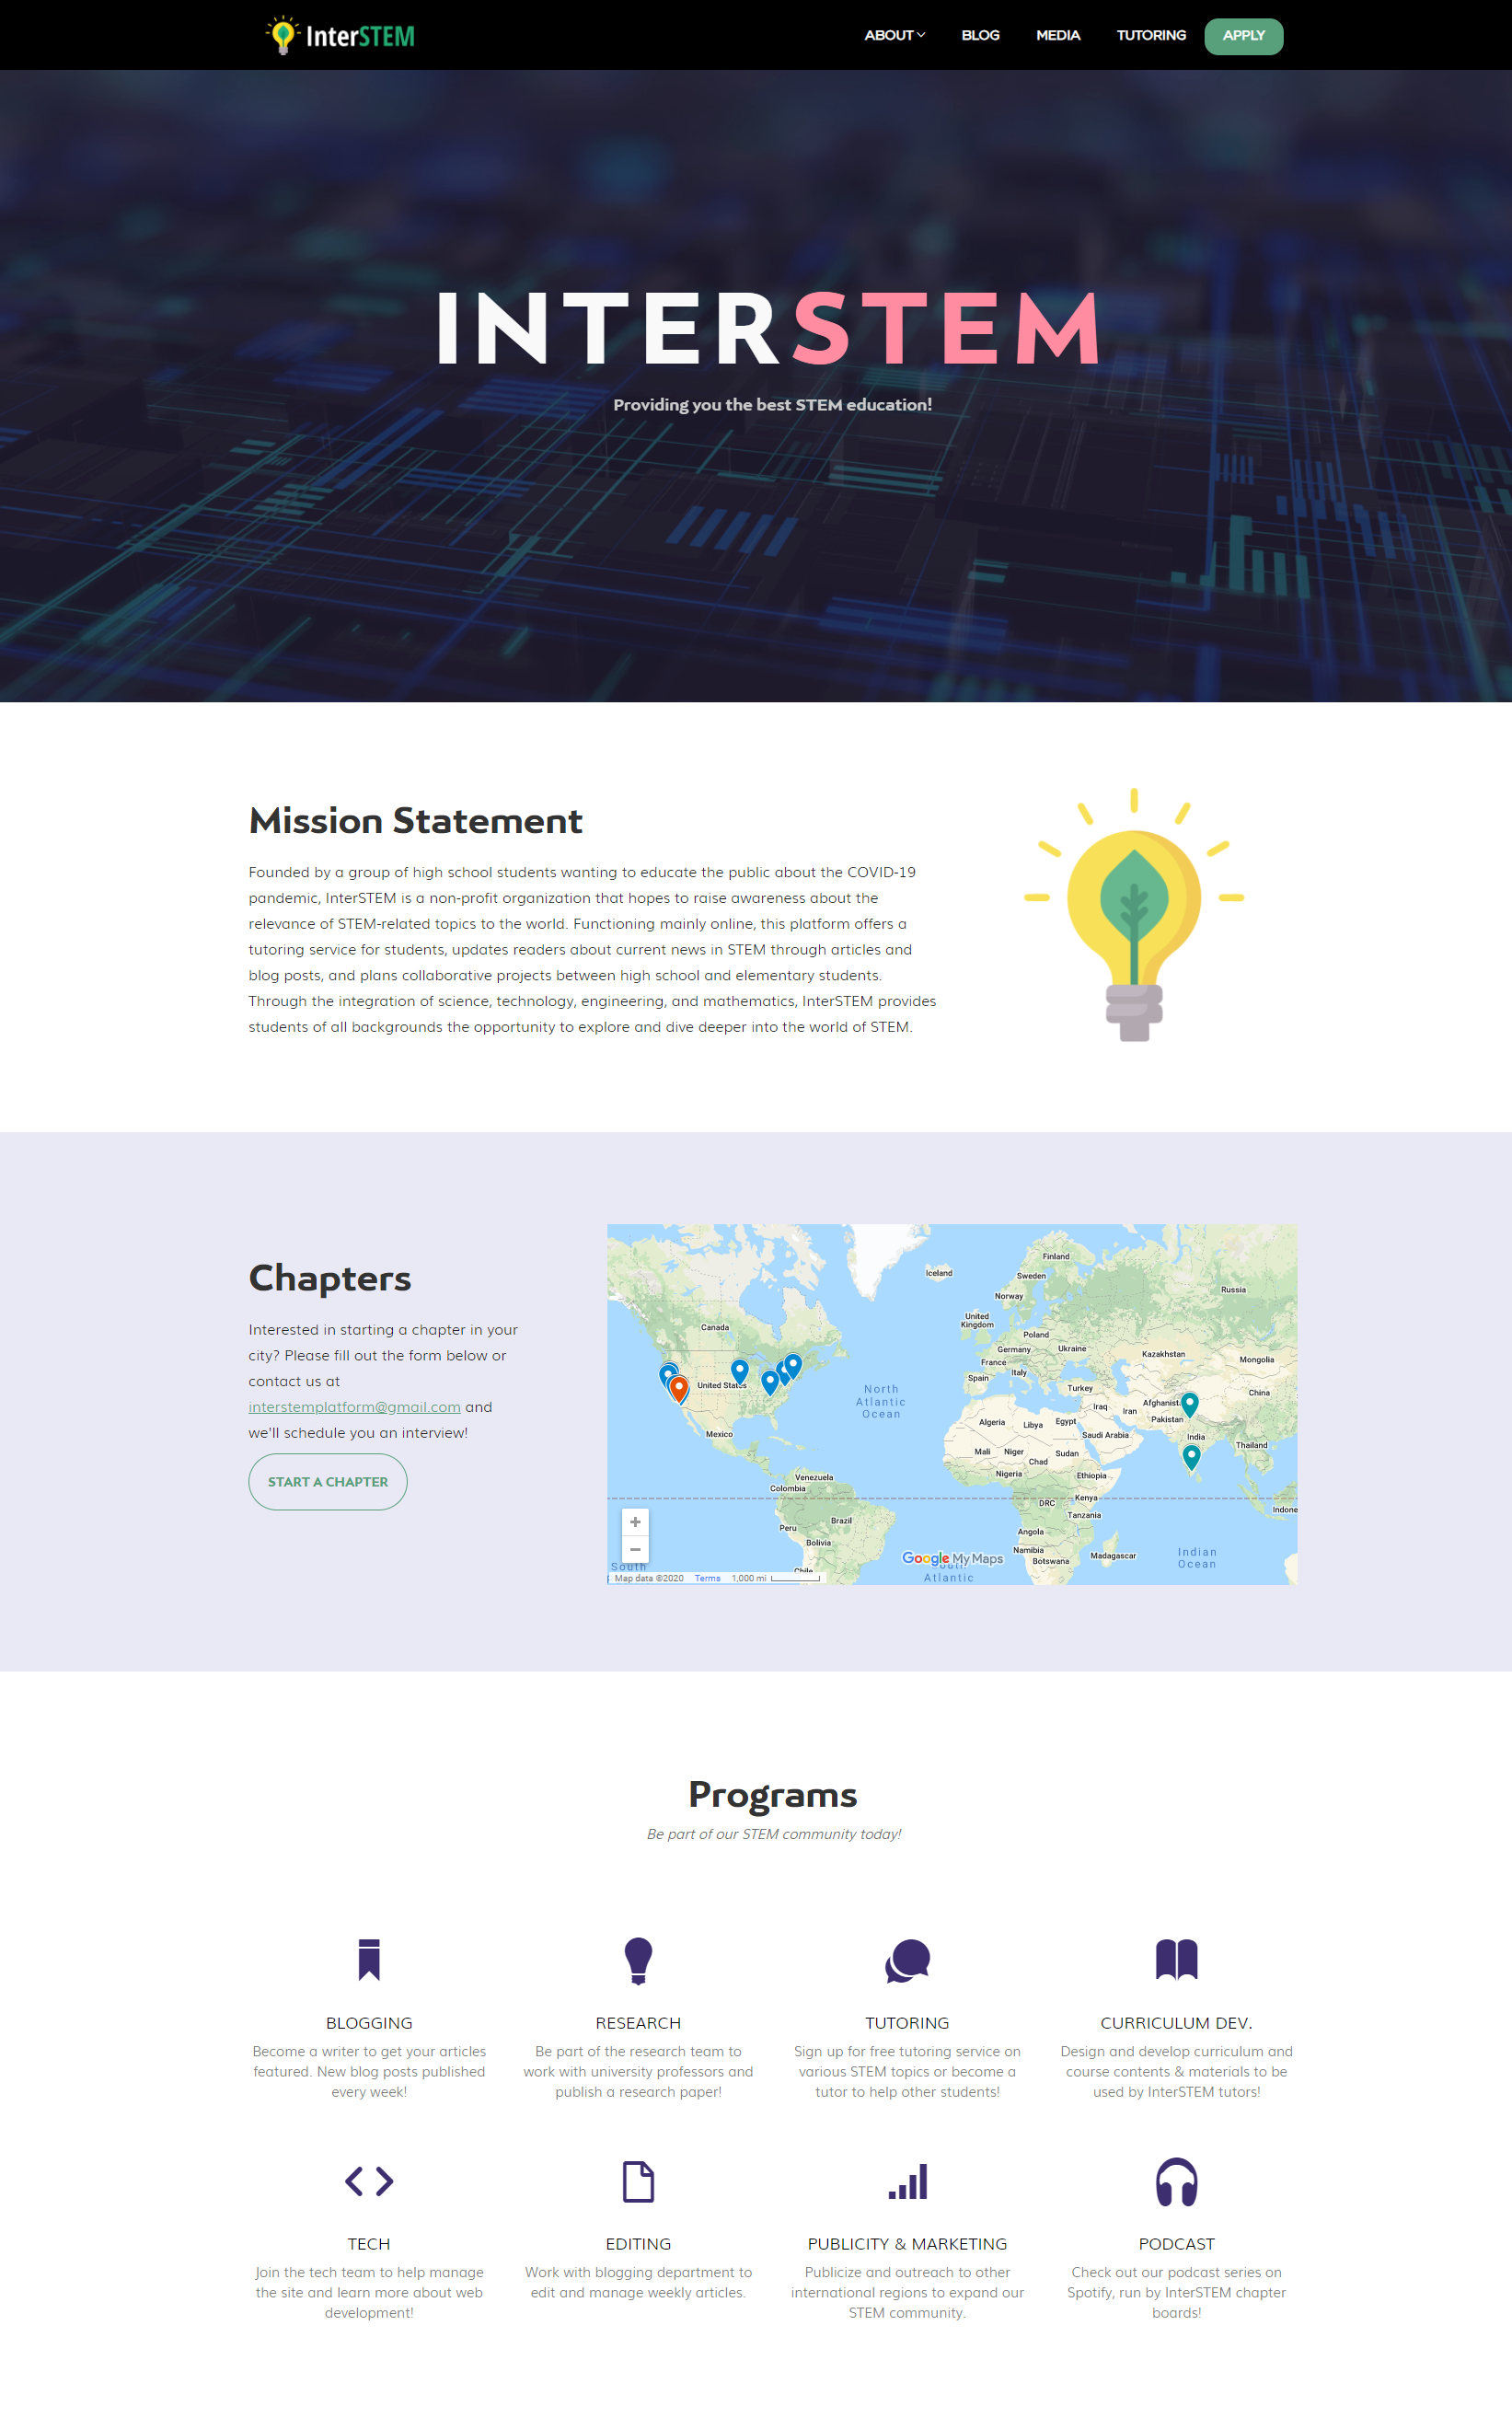 InterSTEM
ABOUT
BLOG
MEDIA
TUTORING
APPLY
INTERSTEM
Providing you the best STEM education!
Mission Statement
Founded by a group of high school students wanting to educate the public about the COVID-19
pandemic, InterSTEM is a non-profit organization that hopes to raise awareness about the
relevance of STEM-related topics to the world. Functioning mainly online, this platform offers a
tutoring service for students, updates readers about current news in STEM through articles and
blog posts, and plans collaborative projects between high school and elementary students.
Through the integration of science, technology, engineering, and mathematics, InterSTEM provides
students of all backgrounds the opportunity to explore and dive deeper into the world of STEM.
Chapters
Interested in starting a chapter in your
city? Please fill out the form below or
contact us at
interstemplatform@gmail.com and
we'll schedule you an interview!
START A CHAPTER
Finland
Iceland
Sweden
Russia
Norway
Canada
United
Kingdom
Poland
Germany
Ukraine
Kazakhstan
France
Mongolia
Italy
Spain
United States
Turkey
China
North
Atlantic
Ocean
Iraq
Iran
Afghanist
Pakistan
Algeria
Libya
Egypt
Saudi Arabia
India
Mexico
Thailand
Mali
Niger
Sudan
Chad
Nigeria
Ethiopia
Venezuela
Colombia
DRC
Kenya
Indone
Tanzania
Peru
Brazil
Angola
Bolivia
Namibia
Botswana
Madagascar
Indian
Ocean
Chile
South
South
Atlantic
+
−
Google My Maps
Map data ©2020
Terms
1,000 mi
Programs
Be part of our STEM community today!
BLOGGING
Become a writer to get your articles
featured. New blog posts published
every week!
RESEARCH
Be part of the research team to
work with university professors and
publish a research paper!
TUTORING
Sign up for free tutoring service on
various STEM topics or become a
tutor to help other students!
CURRICULUM DEV.
Design and develop curriculum and
course contents & materials to be
used by InterSTEM tutors!
TECH
Join the tech team to help manage
the site and learn more about web
development!
EDITING
Work with blogging department to
edit and manage weekly articles.
PUBLICITY & MARKETING
Publicize and outreach to other
international regions to expand our
STEM community.
PODCAST
Check out our podcast series on
Spotify, run by InterSTEM chapter
boards!